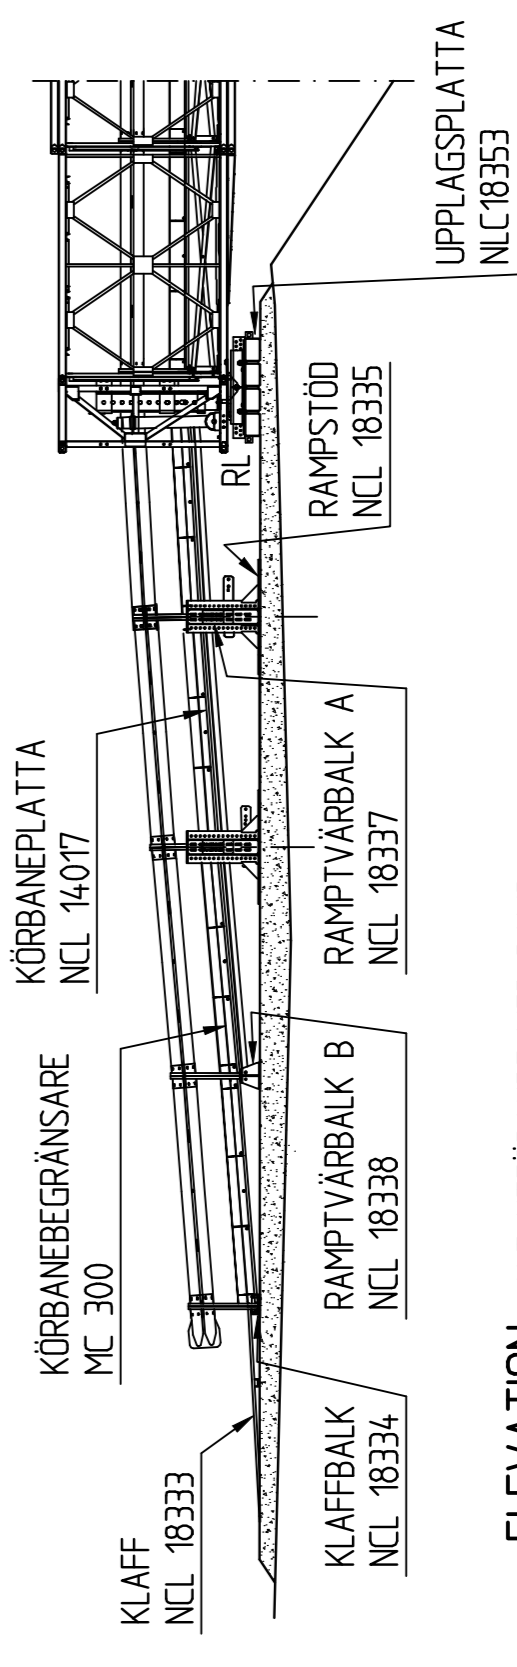 KÖRBANEPLATTA
NCL 14017
KÖRBANEBEGRÄNSARE
MC 300
KLAFF
NCL 18333
UPPLAGSPLATTA
NLC18353
RL
RAMPSTÖD
NCL 18335
RAMPTVÄRBALK A
NCL 18337
RAMPTVÄRBALK B
NCL 18338
KLAFFBALK
NCL 18334